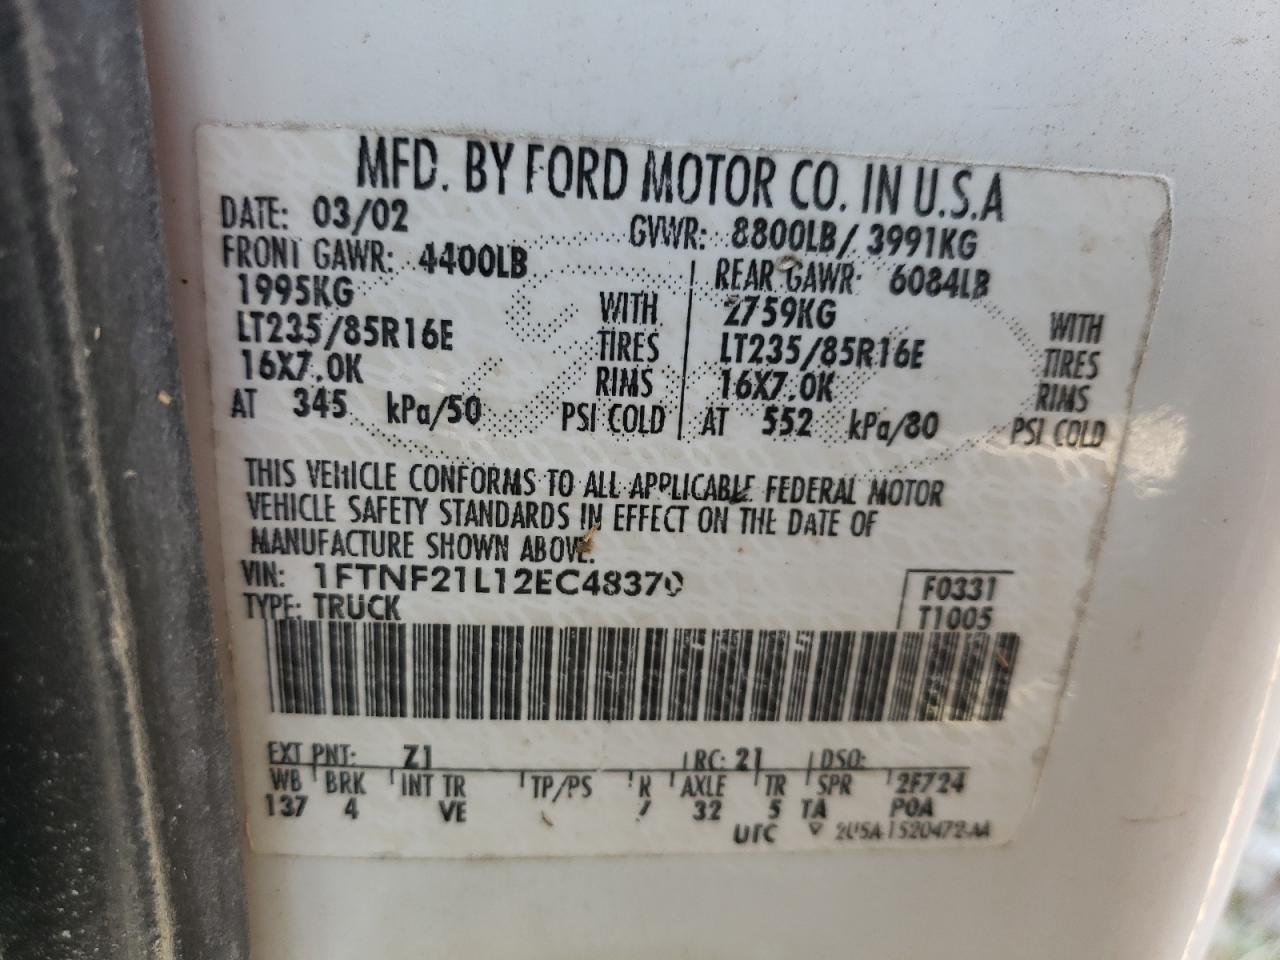 MFD. BY FORD MOTOR CO. IN U.S.A
DATE: 03/02 GVWR: 8800LB/ 3991KG
FRONT GAWR: 4400LB REAR GAWR: 6084LB
1995KG WITH 2759KG WITH
LT235/85R16E TIRES LT235/85R16E TIRES
16X7.0K RIMS 16X7.0K RIMS
AT 345 kPa/50 PSI COLD AT 552 kPa/80 PSI COLD
THIS VEHICLE CONFORMS TO ALL APPLICABLE FEDERAL MOTOR
VEHICLE SAFETY STANDARDS IN EFFECT ON THE DATE OF
MANUFACTURE SHOWN ABOVE.
VIN: 1FTNF21L12EC48370 F0331
TYPE: TRUCK T1005
EXT PNT: Z1 RC: 21 DSO:
WB BRK INT TR TP/PS R AXLE TR SPR 2F724
137 4 VE 32 5 TA P0A
UTC